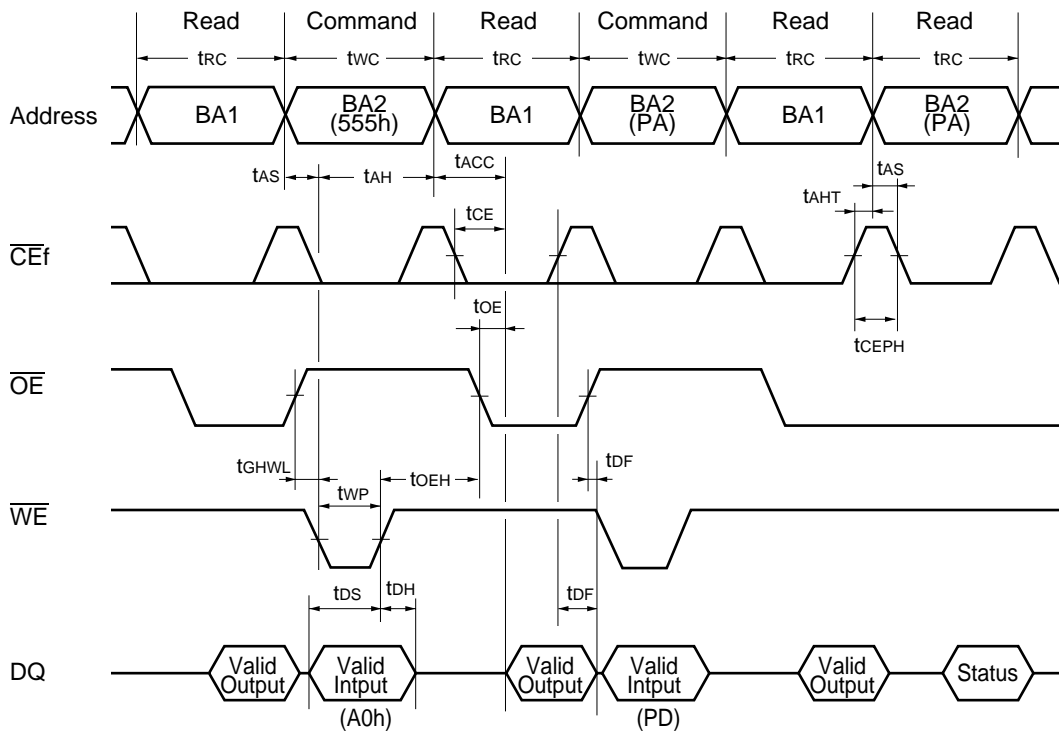 Read Command Read Command Read Read
tRC tWC tRC tWC tRC tRC
Address BA1 BA2 (555h) BA1 BA2 (PA) BA1 BA2 (PA)
tAS tAH tACC tAHT tAS
CEf tCE
tOE tCEPH
OE
tGHWL tWP tOEH tDF
WE
tDS tDH tDF
DQ Valid Output Valid Intput Valid Output Valid Intput Valid Output Status
(A0h) (PD)